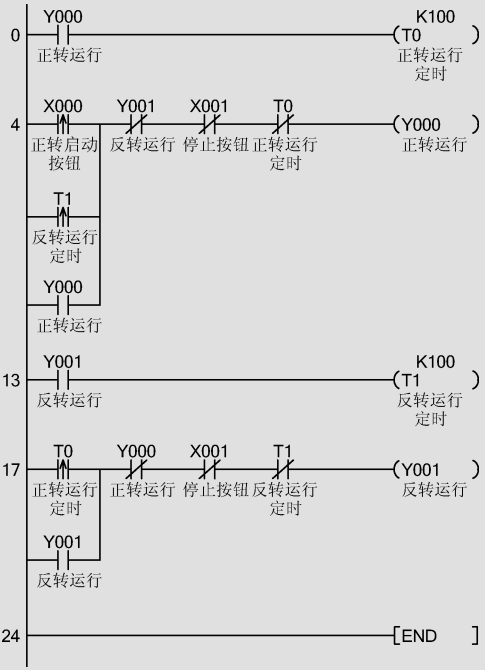 Y000 K100
0 T0
正转运行 正转运行
定时
X000 Y001 X001 T0
4 Y000
正转启动 反转运行 停止按钮 正转运行 正转运行
按钮 定时
T1
反转运行
定时
Y000
正转运行
Y001 K100
13 T1
反转运行 反转运行
定时
T0 Y000 X001 T1
17 Y001
正转运行 正转运行 停止按钮 反转运行 反转运行
定时 定时
Y001
反转运行
24 END